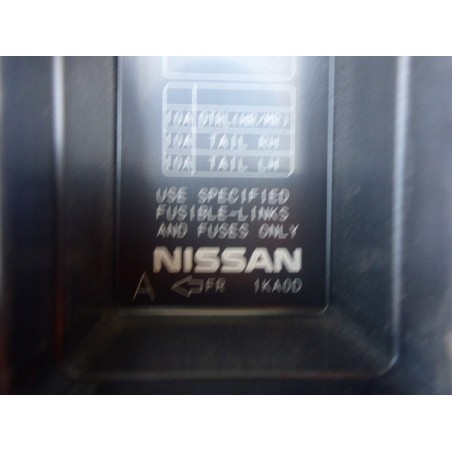 10A TAIL RH
10A TAIL LH
USE SPECIFIED
FUSIBLE-LINKS
AND FUSES ONLY
NISSAN
A FR 1KA0D